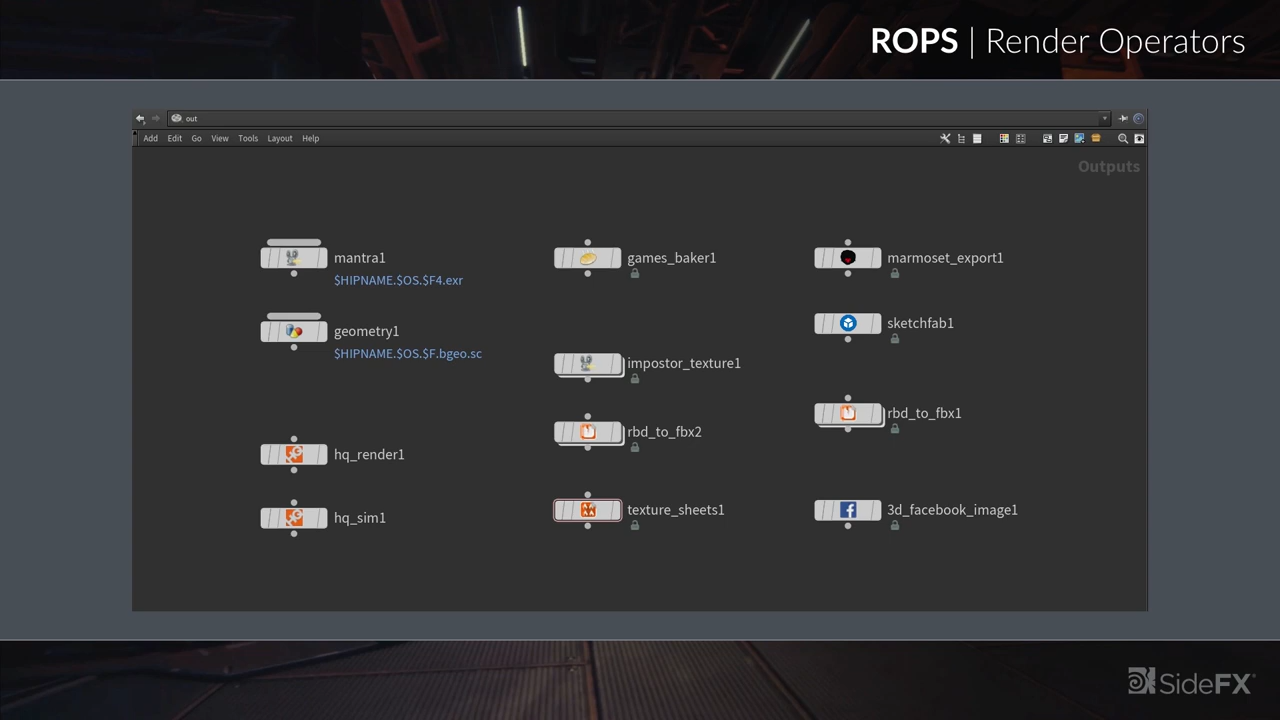 ROPS | Render Operators
out
Add Edit Go View Tools Layout Help
Outputs
mantra1
$HIPNAME.$OS.$F4.exr
geometry1
$HIPNAME.$OS.$F.bgeo.sc
hq_render1
hq_sim1
games_baker1
impostor_texture1
rbd_to_fbx2
texture_sheets1
marmoset_export1
sketchfab1
rbd_to_fbx1
3d_facebook_image1
SideFX